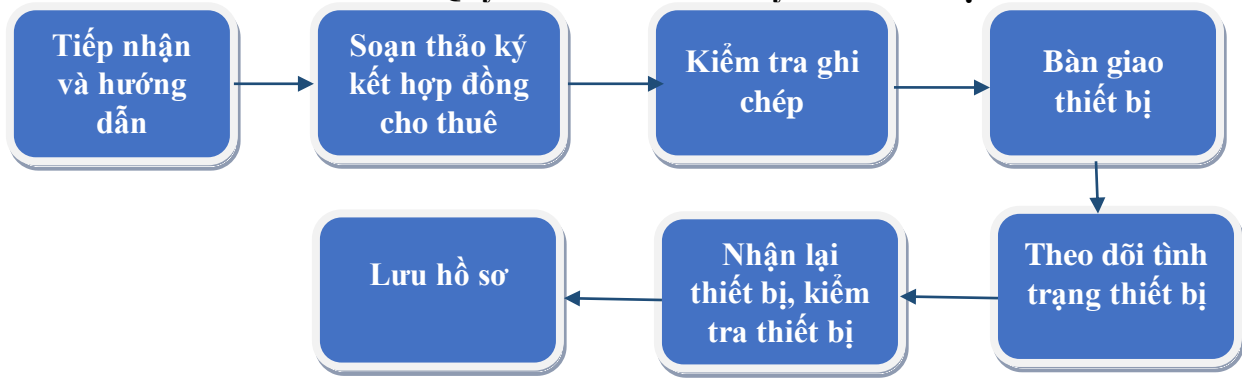 Tiếp nhận
và hướng
dẫn
Soạn thảo ký
kết hợp đồng
cho thuê
Kiểm tra ghi
chép
Bàn giao
thiết bị
Theo dõi tình
trạng thiết bị
Nhận lại
thiết bị, kiểm
tra thiết bị
Lưu hồ sơ